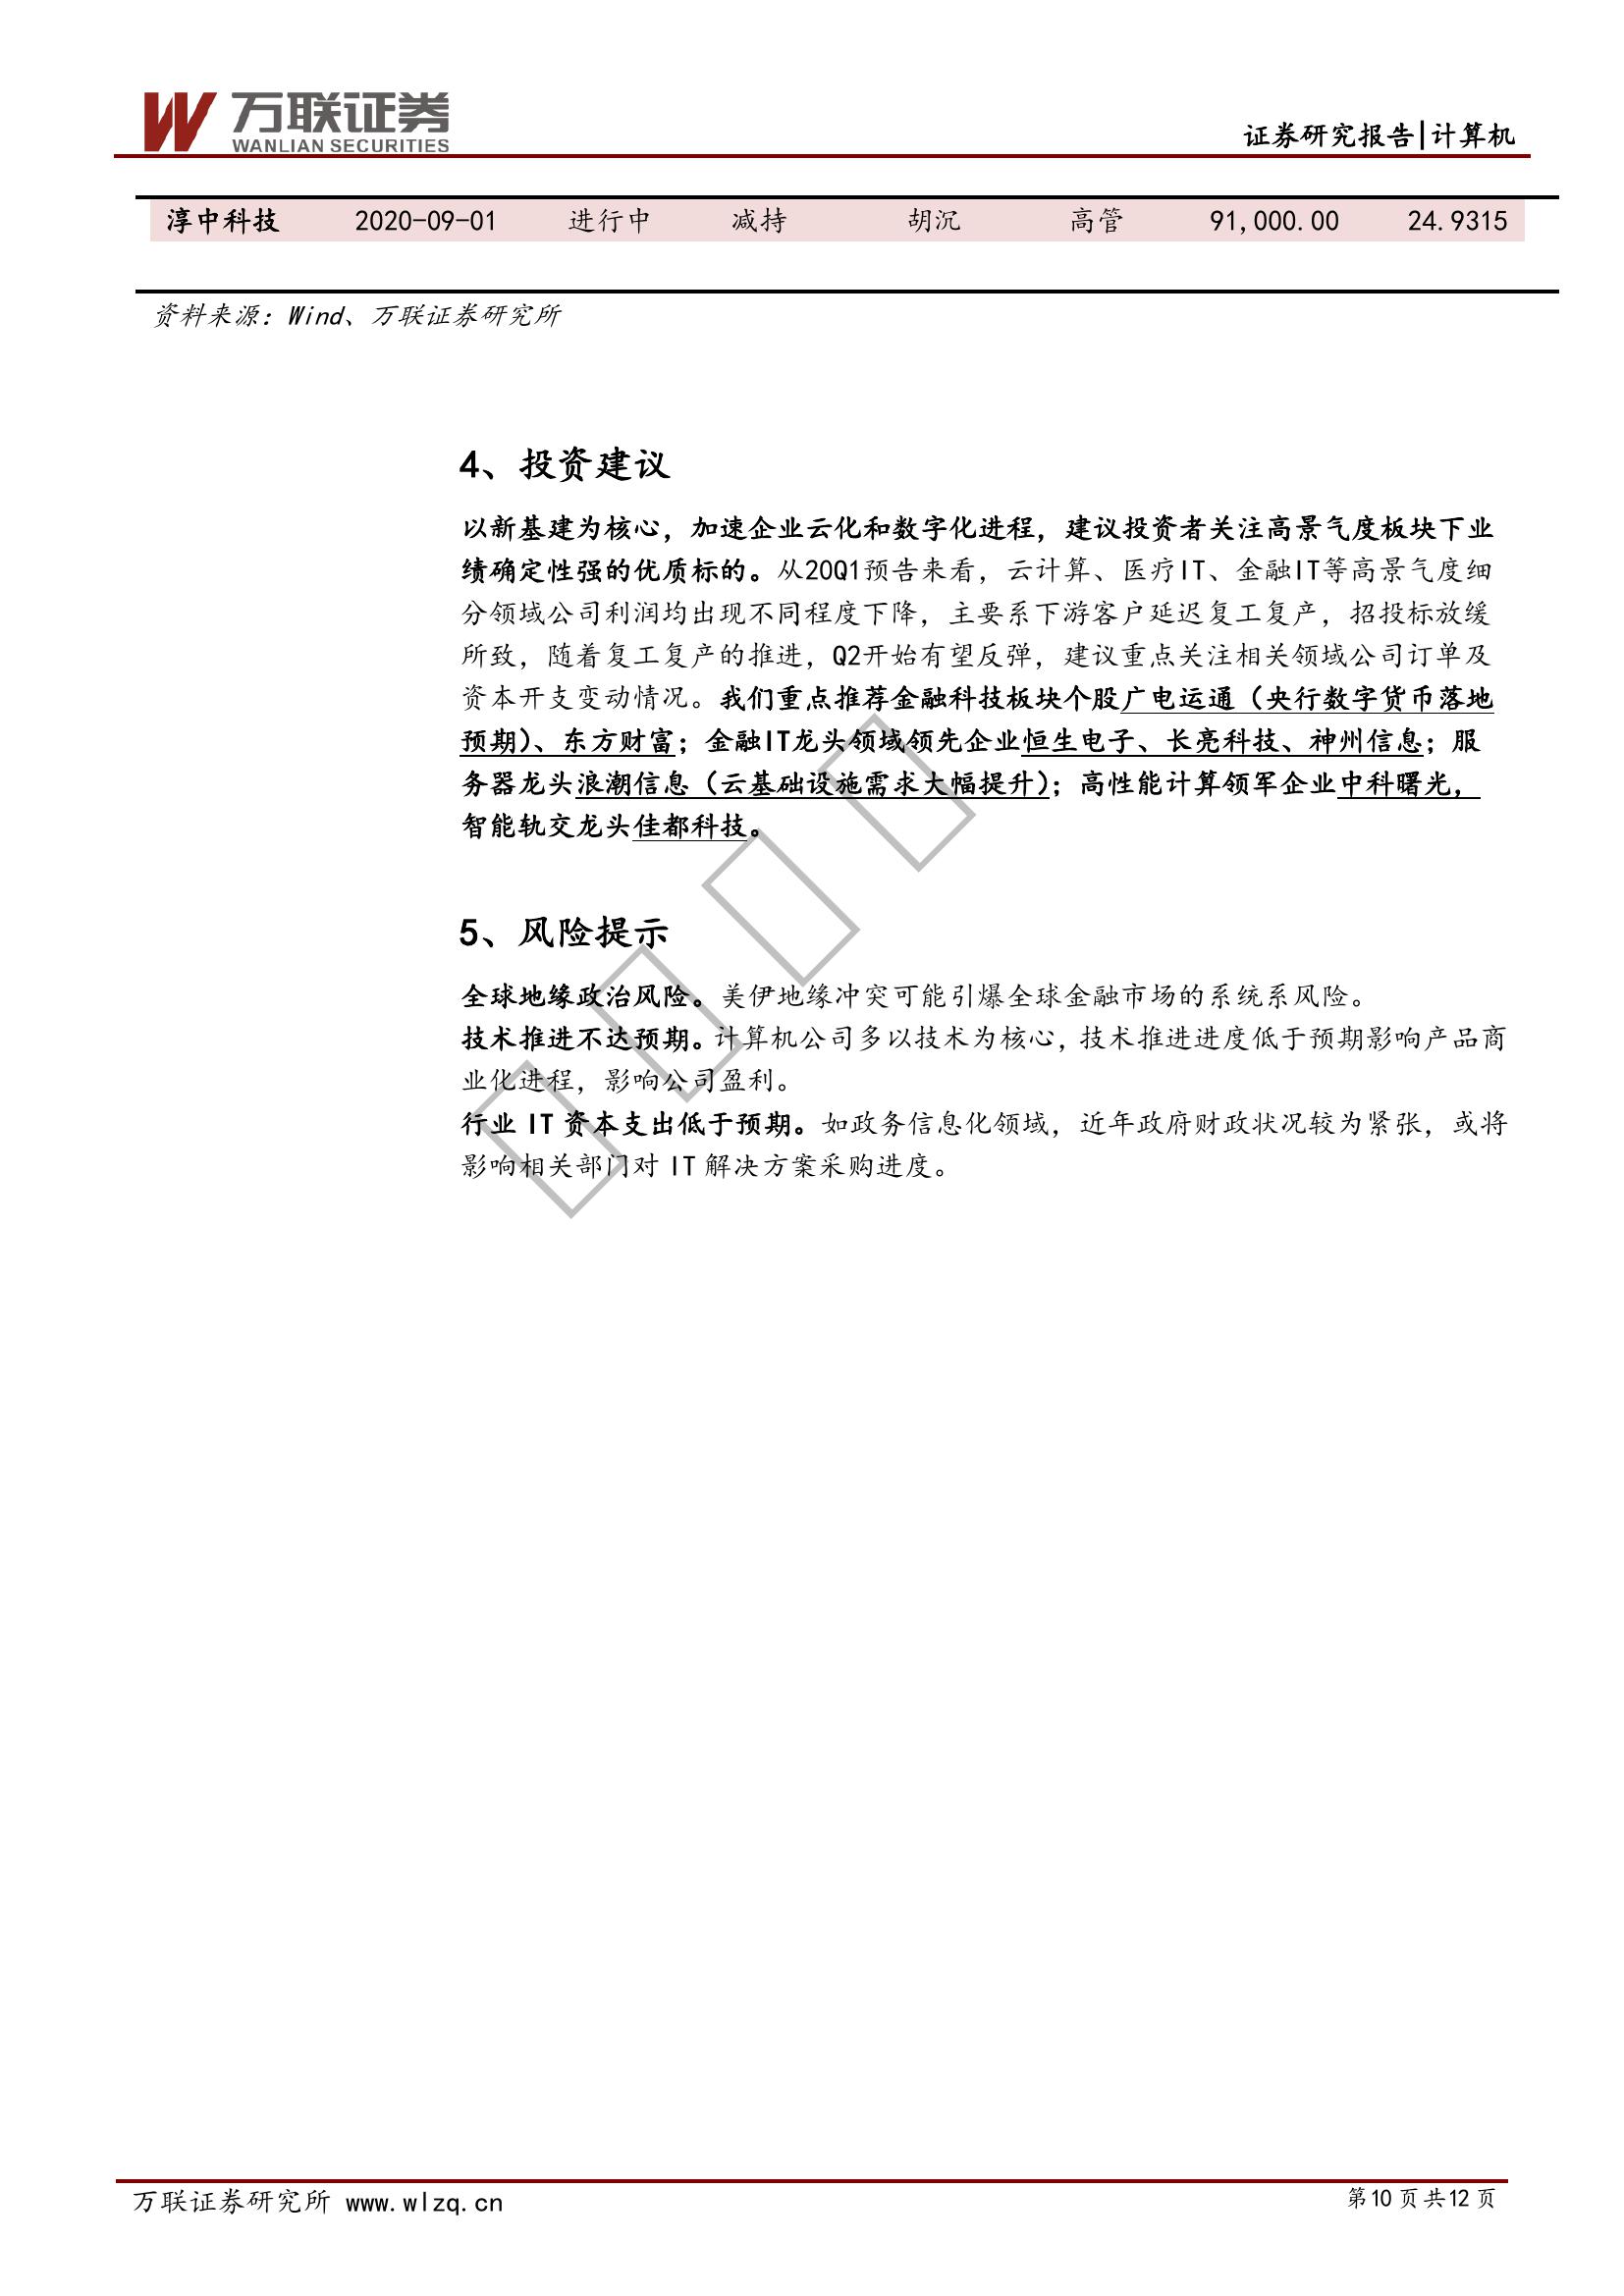 万联证券
WANLIAN SECURITIES
证券研究报告|计算机
淳中科技 2020-09-01 进行中 减持 胡沉 高管 91,000.00 24.9315
资料来源：Wind、万联证券研究所
4、投资建议
以新基建为核心，加速企业云化和数字化进程，建议投资者关注高景气度板块下业
绩确定性强的优质标的。从20Q1预告来看，云计算、医疗IT、金融IT等高景气度细
分领域公司利润均出现不同程度下降，主要系下游客户延迟复工复产，招投标放缓
所致，随着复工复产的推进，Q2开始有望反弹，建议重点关注相关领域公司订单及
资本开支变动情况。我们重点推荐金融科技板块个股广电运通（央行数字货币落地
预期）、东方财富；金融IT龙头领域领先企业恒生电子、长亮科技、神州信息；服
务器龙头浪潮信息（云基础设施需求大幅提升）；高性能计算领军企业中科曙光，
智能轨交龙头佳都科技。
5、风险提示
全球地缘政治风险。美伊地缘冲突可能引爆全球金融市场的系统系风险。
技术推进不达预期。计算机公司多以技术为核心，技术推进进度低于预期影响产品商
业化进程，影响公司盈利。
行业 IT 资本支出低于预期。如政务信息化领域，近年政府财政状况较为紧张，或将
影响相关部门对 IT 解决方案采购进度。
万联证券研究所 www.wlzq.cn
第10页共12页